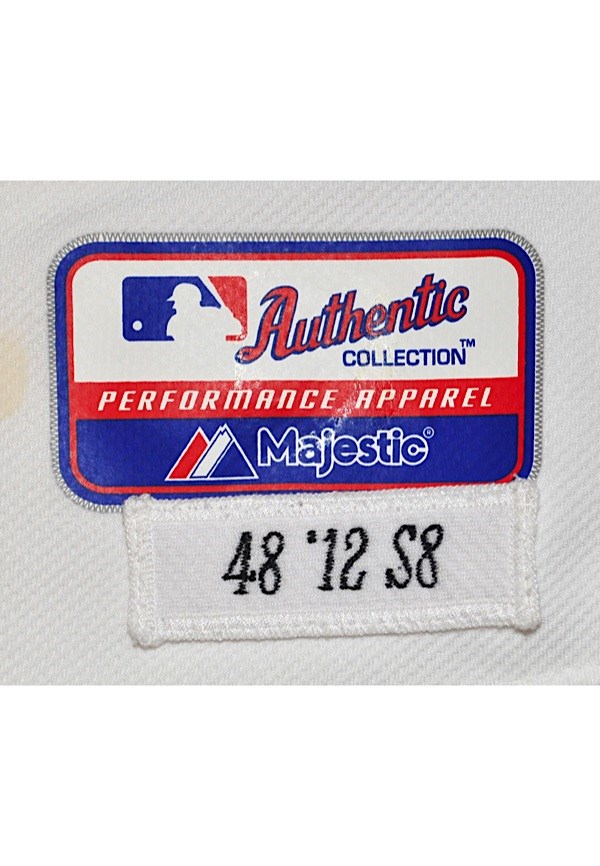 Authentic
COLLECTION™
PERFORMANCE APPAREL
Majestic®
48 '12 S8